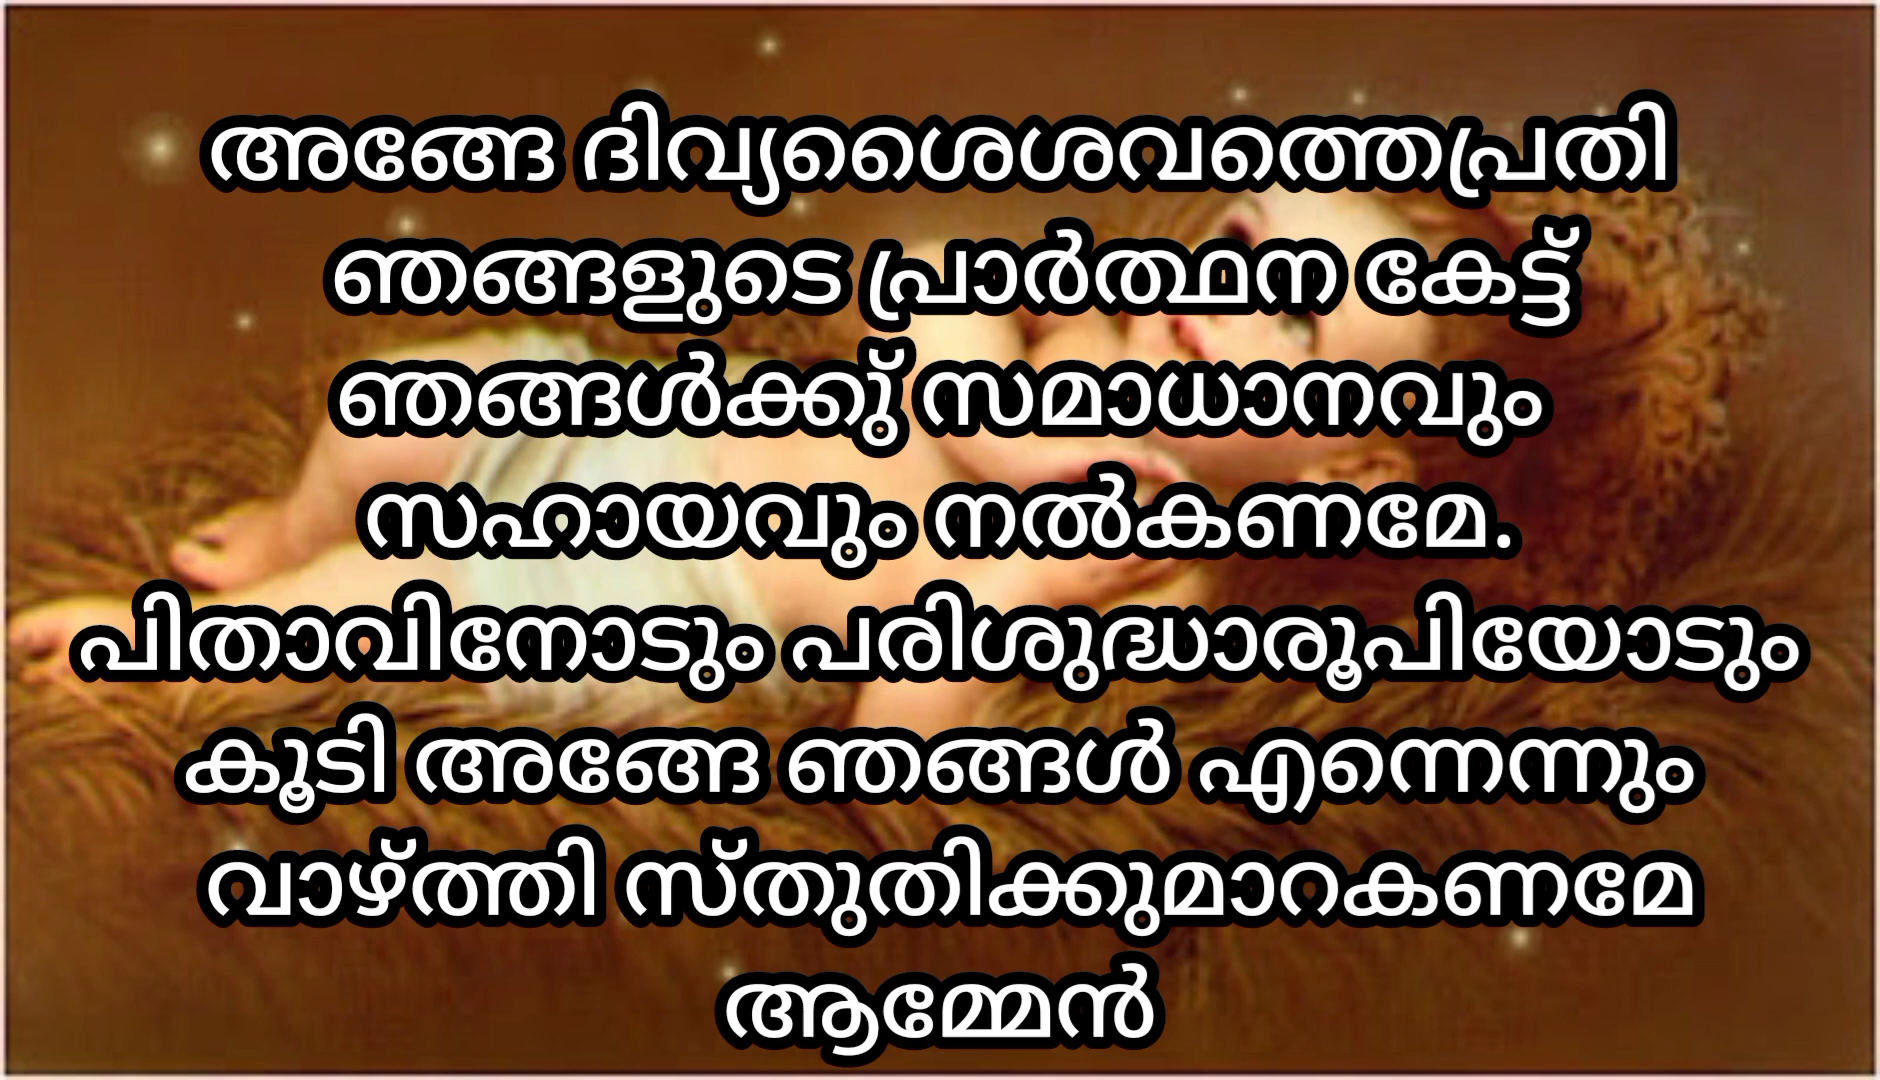 അങ്ങേ ദിവ്യശൈശവത്തെപ്രതി
ഞങ്ങളുടെ പ്രാർത്ഥന കേട്ട്
ഞങ്ങൾക്കു് സമാധാനവും
സഹായവും നൽകണമേ.
പിതാവിനോടും പരിശുദ്ധാരൂപിയോടും
കൂടി അങ്ങേ ഞങ്ങൾ എന്നെന്നും
വാഴ്ത്തി സ്തുതിക്കുമാറകണമേ
ആമ്മേൻ